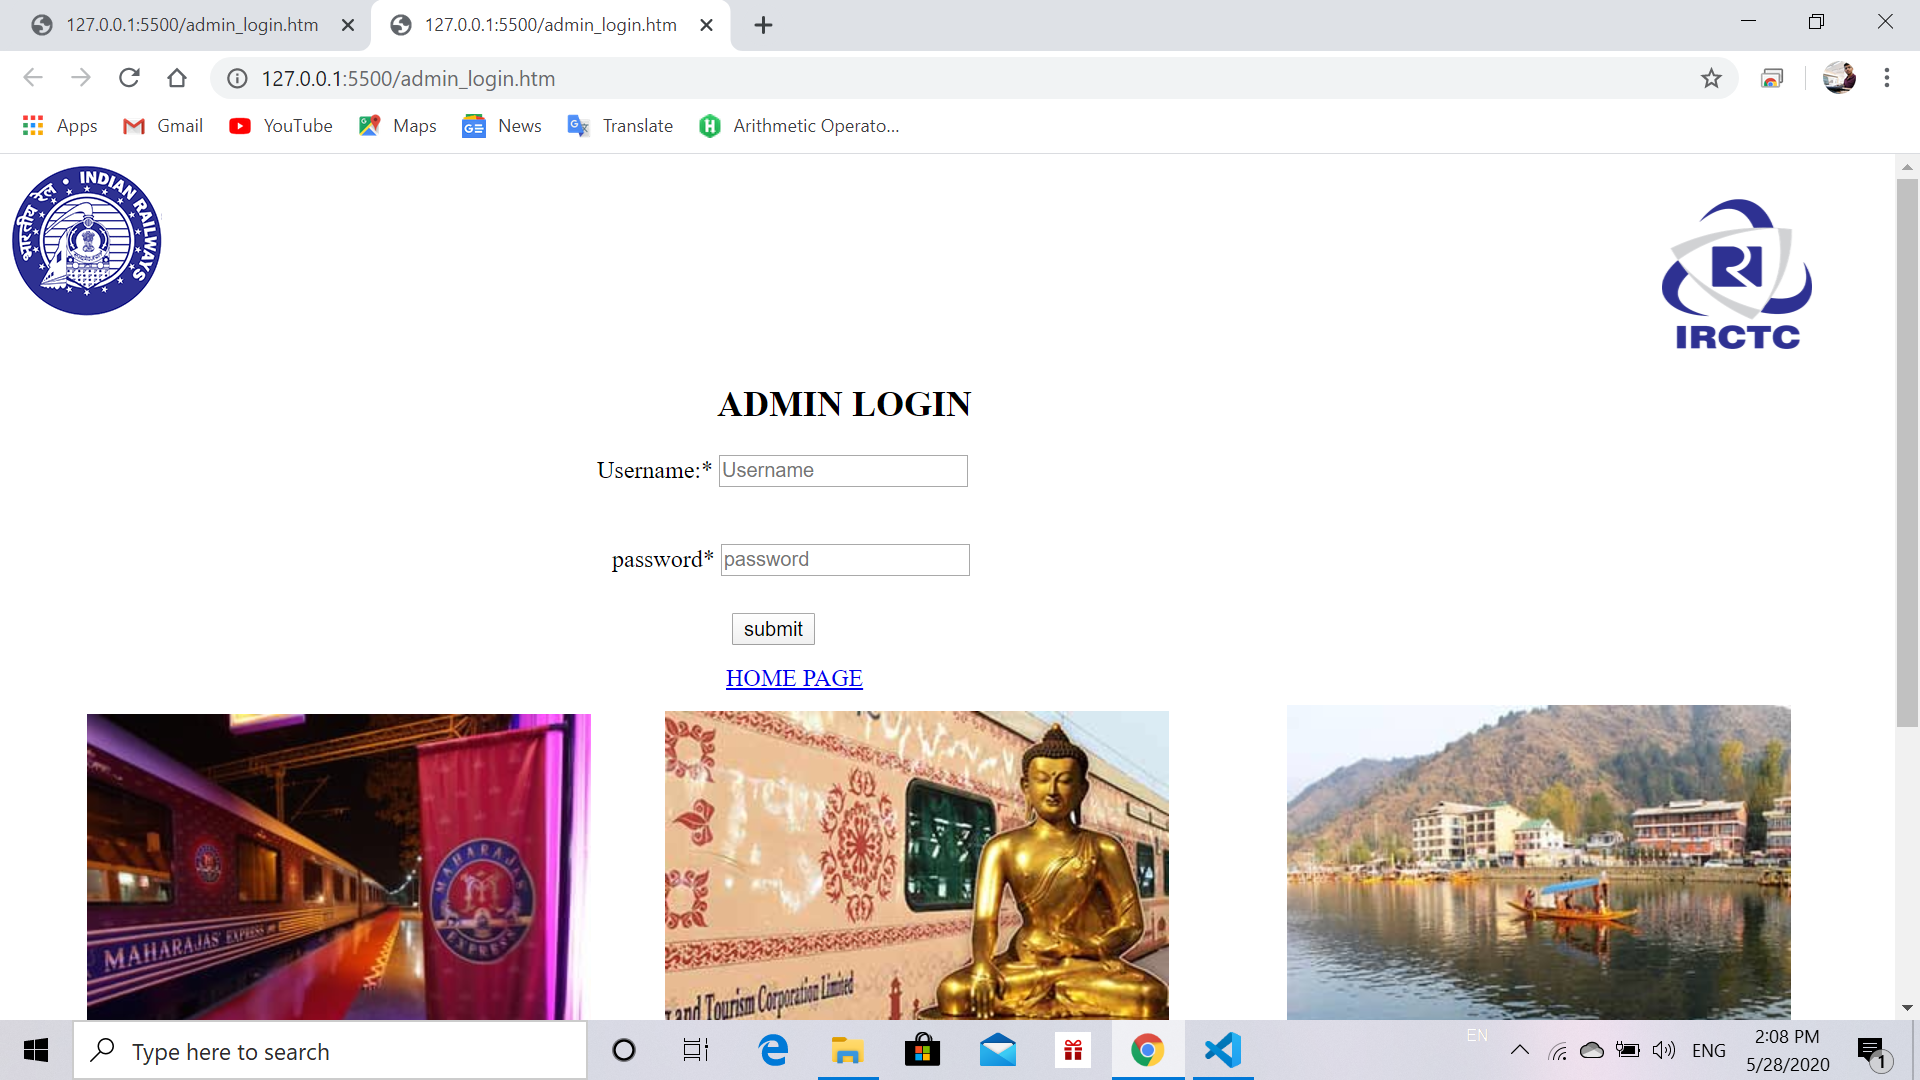 127.0.0.1:5500/admin_login.htm
127.0.0.1:5500/admin_login.htm
127.0.0.1:5500/admin_login.htm
Apps
Gmail
YouTube
Maps
News
Translate
Arithmetic Operato...
भारतीय रेल • INDIAN RAILWAYS
IRCTC
ADMIN LOGIN
Username:* Username
password* password
submit
HOME PAGE
MAHARAJAS' EXPRESS
MAHARAJAS
EXPRESS
and Tourism Corporation Limited
Type here to search
EN
ENG
2:08 PM
5/28/2020
1